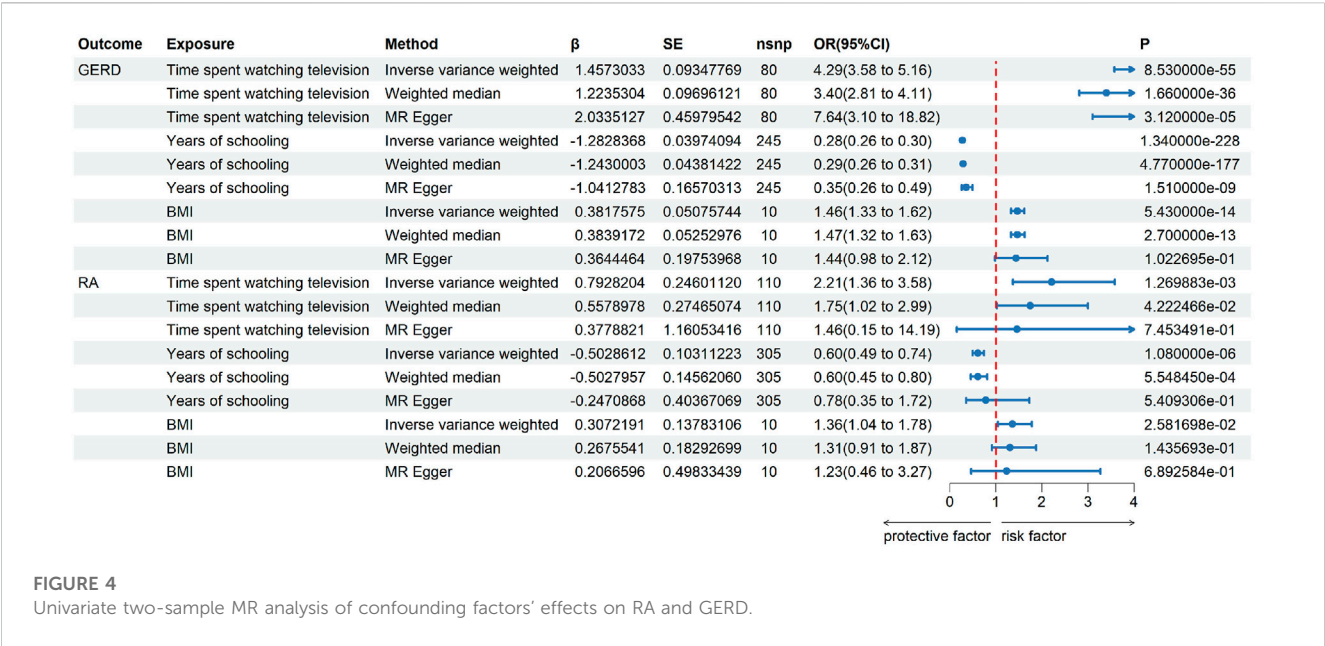 Outcome Exposure Method β SE nsnp OR(95%CI) P
GERD Time spent watching television Inverse variance weighted 1.4573033 0.09347769 80 4.29(3.58 to 5.16) 8.530000e-55
Time spent watching television Weighted median 1.2235304 0.09696121 80 3.40(2.81 to 4.11) 1.660000e-36
Time spent watching television MR Egger 2.0335127 0.45979542 80 7.64(3.10 to 18.82) 3.120000e-05
Years of schooling Inverse variance weighted -1.2828368 0.03974094 245 0.28(0.26 to 0.30) 1.340000e-228
Years of schooling Weighted median -1.2430003 0.04381422 245 0.29(0.26 to 0.31) 4.770000e-177
Years of schooling MR Egger -1.0412783 0.16570313 245 0.35(0.26 to 0.49) 1.510000e-09
BMI Inverse variance weighted 0.3817575 0.05075744 10 1.46(1.33 to 1.62) 5.430000e-14
BMI Weighted median 0.3839172 0.05252976 10 1.47(1.32 to 1.63) 2.700000e-13
BMI MR Egger 0.3644464 0.19753968 10 1.44(0.98 to 2.12) 1.022695e-01
RA Time spent watching television Inverse variance weighted 0.7928204 0.24601120 110 2.21(1.36 to 3.58) 1.269883e-03
Time spent watching television Weighted median 0.5578978 0.27465074 110 1.75(1.02 to 2.99) 4.222466e-02
Time spent watching television MR Egger 0.3778821 1.16053416 110 1.46(0.15 to 14.19) 7.453491e-01
Years of schooling Inverse variance weighted -0.5028612 0.10311223 305 0.60(0.49 to 0.74) 1.080000e-06
Years of schooling Weighted median -0.5027957 0.14562060 305 0.60(0.45 to 0.80) 5.548450e-04
Years of schooling MR Egger -0.2470868 0.40367069 305 0.78(0.35 to 1.72) 5.409306e-01
BMI Inverse variance weighted 0.3072191 0.13783106 10 1.36(1.04 to 1.78) 2.581698e-02
BMI Weighted median 0.2675541 0.18292699 10 1.31(0.91 to 1.87) 1.435693e-01
BMI MR Egger 0.2066596 0.49833439 10 1.23(0.46 to 3.27) 6.892584e-01
0 1 2 3 4
protective factor risk factor
FIGURE 4
Univariate two-sample MR analysis of confounding factors' effects on RA and GERD.